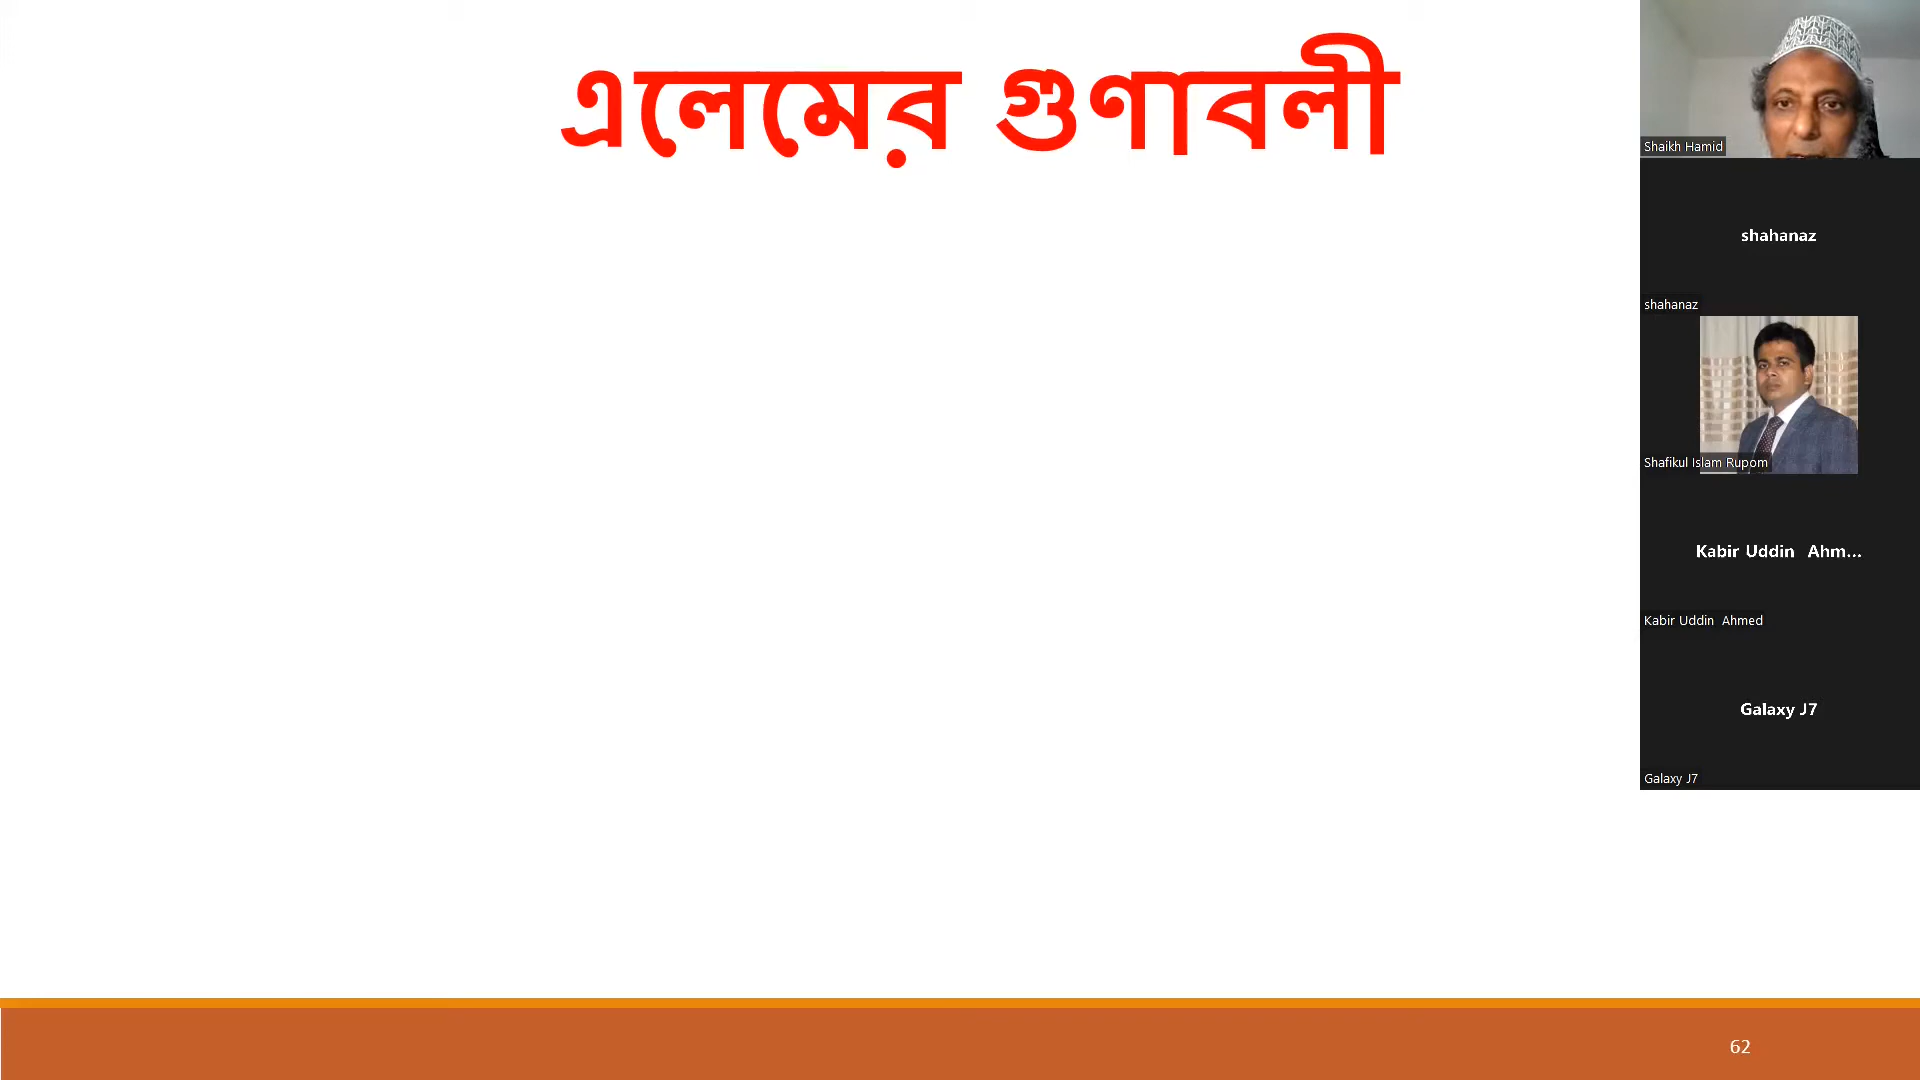 এলেমের গুণাবলী
Shaikh Hamid
shahanaz
shahanaz
Shafikul Islam Rupom
Kabir Uddin  Ahm...
Kabir Uddin  Ahmed
Galaxy J7
Galaxy J7
62